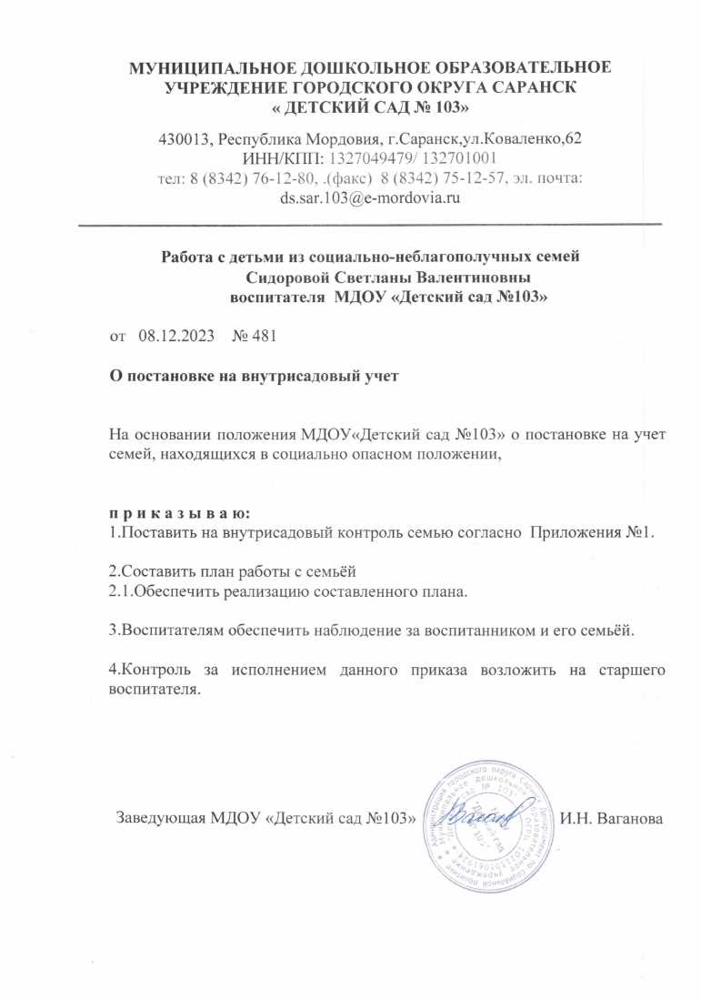 МУНИЦИПАЛЬНОЕ ДОШКОЛЬНОЕ ОБРАЗОВАТЕЛЬНОЕ
УЧРЕЖДЕНИЕ ГОРОДСКОГО ОКРУГА САРАНСК
« ДЕТСКИЙ САД № 103»
430013, Республика Мордовия, г.Саранск,ул.Коваленко,62
ИНН/КПП: 1327049479/ 132701001
тел: 8 (8342) 76-12-80, .(факс) 8 (8342) 75-12-57, эл. почта:
ds.sar.103@e-mordovia.ru
Работа с детьми из социально-неблагополучных семей
Сидоровой Светланы Валентиновны
воспитателя МДОУ «Детский сад №103»
от 08.12.2023 № 481
О постановке на внутрисадовый учет
На основании положения МДОУ«Детский сад №103» о постановке на учет
семей, находящихся в социально опасном положении,
п р и к а з ы в а ю:
1.Поставить на внутрисадовый контроль семью согласно Приложения №1.
2.Составить план работы с семьёй
2.1.Обеспечить реализацию составленного плана.
3.Воспитателям обеспечить наблюдение за воспитанником и его семьёй.
4.Контроль за исполнением данного приказа возложить на старшего
воспитателя.
Заведующая МДОУ «Детский сад №103» И.Н. Ваганова